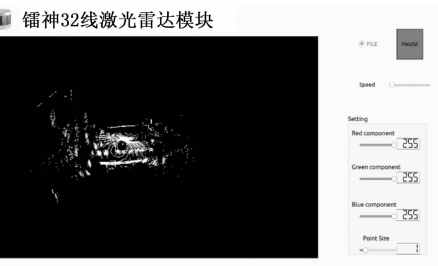 镭神32线激光雷达模块
FILE
PAUSE
Speed
Setting
Red component
255
Green component
255
Blue component
255
Point Size
1